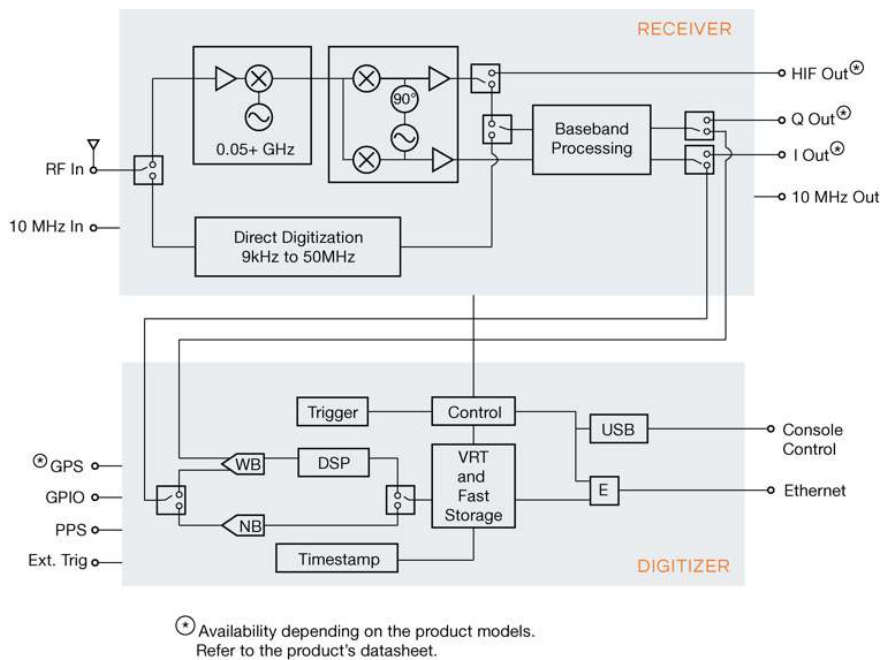 RECEIVER
HIF Out⊛
90°
Q Out⊛
Baseband
Processing
0.05+ GHz
I Out⊛
RF In
10 MHz Out
10 MHz In
Direct Digitization
9kHz to 50MHz
Trigger
Control
USB
Console
Control
⊛GPS
WB
DSP
VRT
and
Fast
Storage
E
Ethernet
GPIO
PPS
NB
Ext. Trig
Timestamp
DIGITIZER
⊛ Availability depending on the product models.
Refer to the product's datasheet.